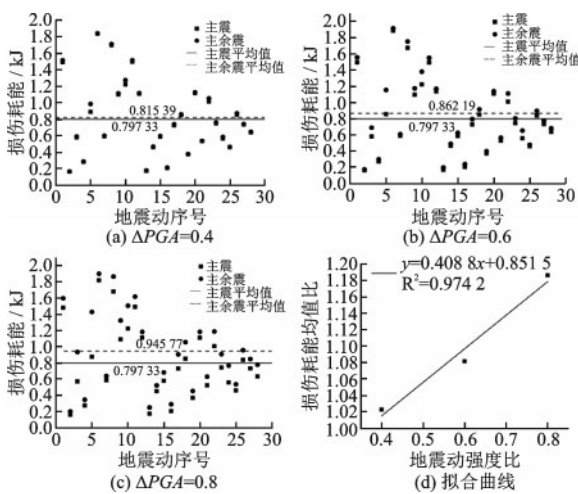 (a)
损伤耗能 / kJ
2.0
1.8
1.6
1.4
1.2
1.0
0.8
0.6
0.4
0.2
0.0
主震
主余震
主震平均值
主余震平均值
0.815 39
0.797 33
0 5 10 15 20 25 30
地震动序号
(a) ΔPGA=0.4
损伤耗能 / kJ
2.0
1.8
1.6
1.4
1.2
1.0
0.8
0.6
0.4
0.2
0.0
主震
主余震
主震平均值
主余震平均值
0.862 19
0.797 33
0 5 10 15 20 25 30
地震动序号
(b) ΔPGA=0.6
损伤耗能 / kJ
2.0
1.8
1.6
1.4
1.2
1.0
0.8
0.6
0.4
0.2
0.0
主震
主余震
主震平均值
主余震平均值
0.945 77
0.797 33
0 5 10 15 20 25 30
地震动序号
(c) ΔPGA=0.8
损伤耗能均值比
1.20
1.18
1.16
1.14
1.12
1.10
1.08
1.06
1.04
1.02
1.00
y=0.408 8x+0.851 5
R²=0.974 2
0.4 0.5 0.6 0.7 0.8
地震动强度比
(d) 拟合曲线